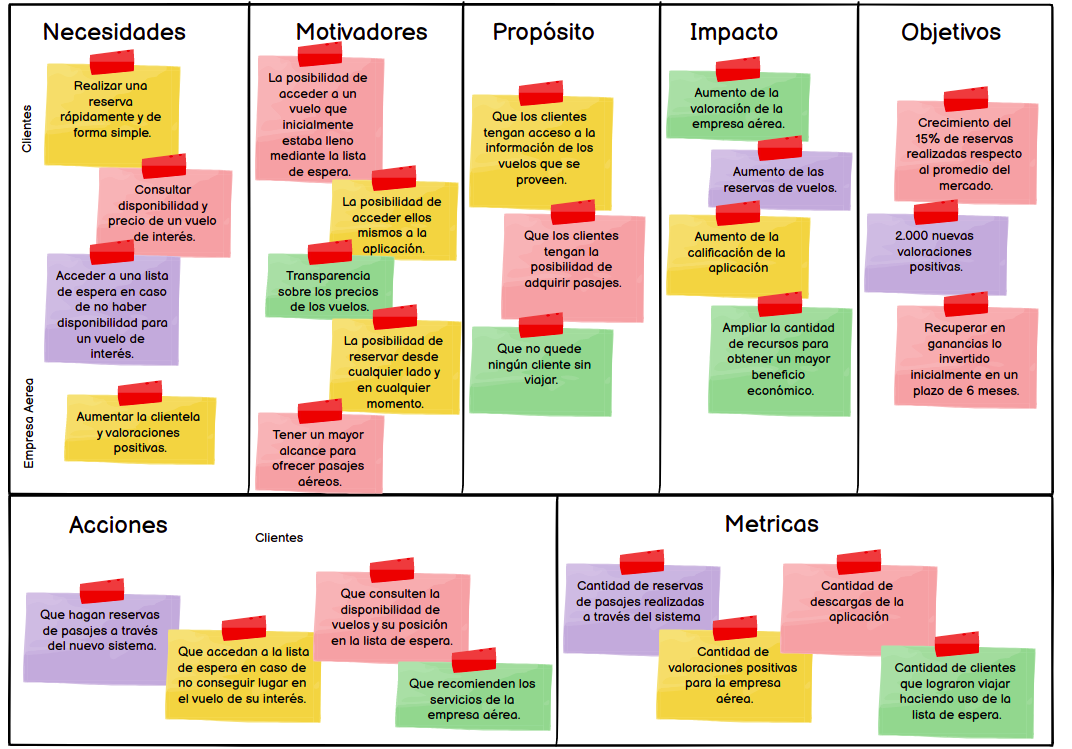 Necesidades
Clientes
Realizar una
reserva
rápidamente y de
forma simple.
Consultar
disponibilidad y
precio de un vuelo
de interés.
Acceder a una lista
de espera en caso
de no haber
disponibilidad para
un vuelo de
interés.
Empresa Aerea
Aumentar la clientela
y valoraciones
positivas.
Motivadores
La posibilidad de
acceder a un
vuelo que
inicialmente
estaba lleno
mediante la lista
de espera.
La posibilidad de
acceder ellos
mismos a la
aplicación.
Transparencia
sobre los precios
de los vuelos.
La posibilidad de
reservar desde
cualquier lado y
en cualquier
momento.
Tener un mayor
alcance para
ofrecer pasajes
aéreos.
Propósito
Que los clientes
tengan acceso a la
información de los
vuelos que se
proveen.
Que los clientes
tengan la
posibilidad de
adquirir pasajes.
Que no quede
ningún cliente sin
viajar.
Impacto
Aumento de la
valoración de la
empresa aérea.
Aumento de las
reservas de vuelos.
Aumento de la
calificación de la
aplicación
Ampliar la cantidad
de recursos para
obtener un mayor
beneficio
económico.
Objetivos
Crecimiento del
15% de reservas
realizadas respecto
al promedio del
mercado.
2.000 nuevas
valoraciones
positivas.
Recuperar en
ganancias lo
invertido
inicialmente en un
plazo de 6 meses.
Acciones
Clientes
Que hagan reservas
de pasajes a través
del nuevo sistema.
Que accedan a la lista
de espera en caso de
no conseguir lugar en
el vuelo de su interés.
Que consulten la
disponibilidad de
vuelos y su posición
en la lista de espera.
Que recomienden los
servicios de la
empresa aérea.
Metricas
Cantidad de reservas
de pasajes realizadas
a través del sistema
Cantidad de
valoraciones positivas
para la empresa
aérea.
Cantidad de
descargas de la
aplicación
Cantidad de clientes
que lograron viajar
haciendo uso de la
lista de espera.